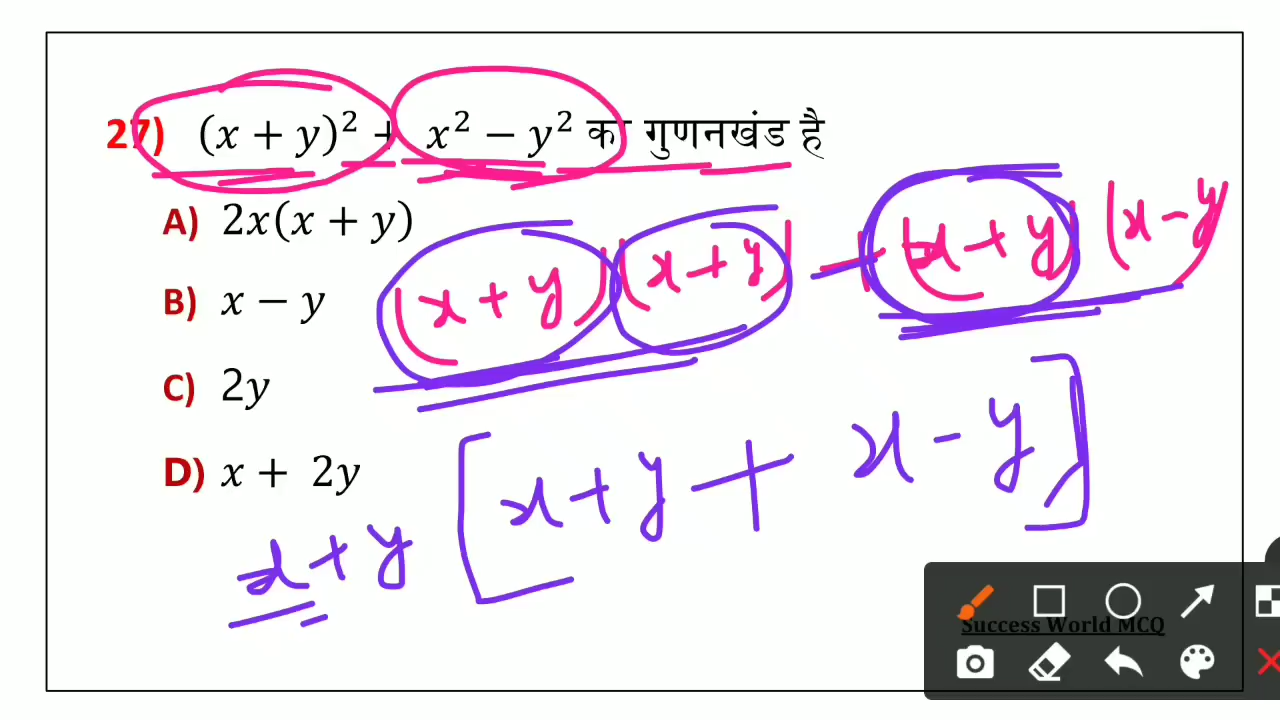 27) (x + y)² + x² − y² का गुणनखंड है
A) 2x(x + y)
(x + y)(x + y) + (x + y)(x − y
B) x − y
C) 2y
D) x + 2y
x + y [x + y + x − y]
Success World MCQ